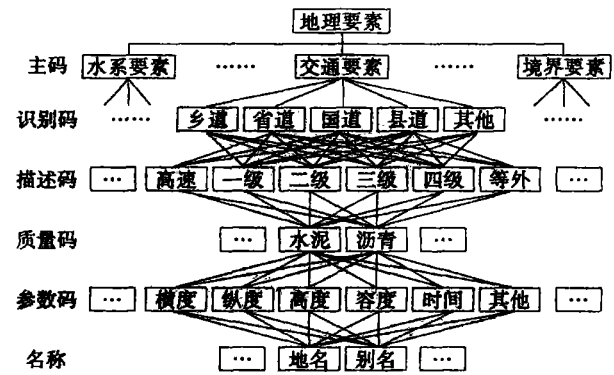 地理要素
主码 水系要素 …… 交通要素 …… 境界要素
识别码 …… 乡道 省道 国道 县道 其他 ……
描述码 … 高速 一级 二级 三级 四级 等外 …
质量码 … 水泥 沥青 …
参数码 … 横度 纵度 高度 容度 时间 其他 …
名称 … 地名 别名 …